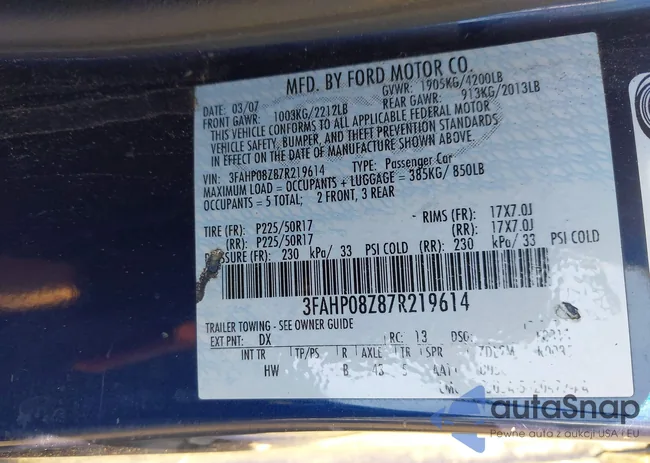 MFD. BY FORD MOTOR CO.
DATE: 03/07 GVWR: 1905KG/4200LB
FRONT GAWR: 1003KG/2212LB REAR GAWR: 913KG/2013LB
THIS VEHICLE CONFORMS TO ALL APPLICABLE FEDERAL MOTOR
VEHICLE SAFETY, BUMPER, AND THEFT PREVENTION STANDARDS
IN EFFECT ON THE DATE OF MANUFACTURE SHOWN ABOVE.
VIN: 3FAHP08Z87R219614 TYPE: Passenger Car
MAXIMUM LOAD = OCCUPANTS + LUGGAGE = 385KG/ 850LB
OCCUPANTS = 5 TOTAL; 2 FRONT, 3 REAR
TIRE (FR): P225/50R17 RIMS (FR): 17X7.0J
(RR): P225/50R17 (RR): 17X7.0J
PRESSURE (FR): 230 kPa/ 33 PSI COLD (RR): 230 kPa/ 33 PSI COLD
3FAHP08Z87R219614
TRAILER TOWING - SEE OWNER GUIDE
EXT PNT: DX RC: 13 DSO:
INT TR TP/PS R AXLE TR SPR
HW B 43 5
autaSnap
Pewne auta z aukcji USA i EU